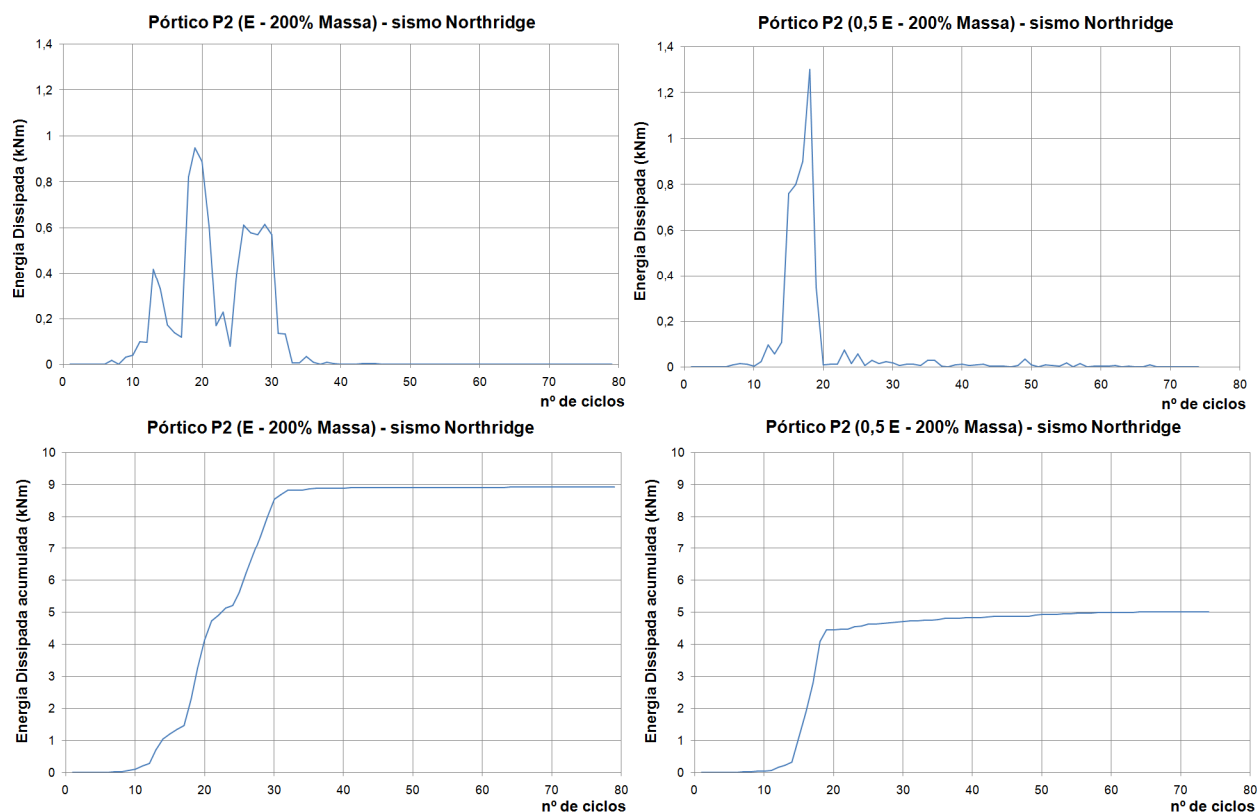 Pórtico P2 (E - 200% Massa) - sismo Northridge
Energia Dissipada (kNm)
1,4
1,2
1
0,8
0,6
0,4
0,2
0
0 10 20 30 40 50 60 70 80
nº de ciclos
Pórtico P2 (0,5 E - 200% Massa) - sismo Northridge
Energia Dissipada (kNm)
1,4
1,2
1
0,8
0,6
0,4
0,2
0
0 10 20 30 40 50 60 70 80
nº de ciclos
Pórtico P2 (E - 200% Massa) - sismo Northridge
Energia Dissipada acumulada (kNm)
10
9
8
7
6
5
4
3
2
1
0
0 10 20 30 40 50 60 70 80
nº de ciclos
Pórtico P2 (0,5 E - 200% Massa) - sismo Northridge
Energia Dissipada acumulada (kNm)
10
9
8
7
6
5
4
3
2
1
0
0 10 20 30 40 50 60 70 80
nº de ciclos